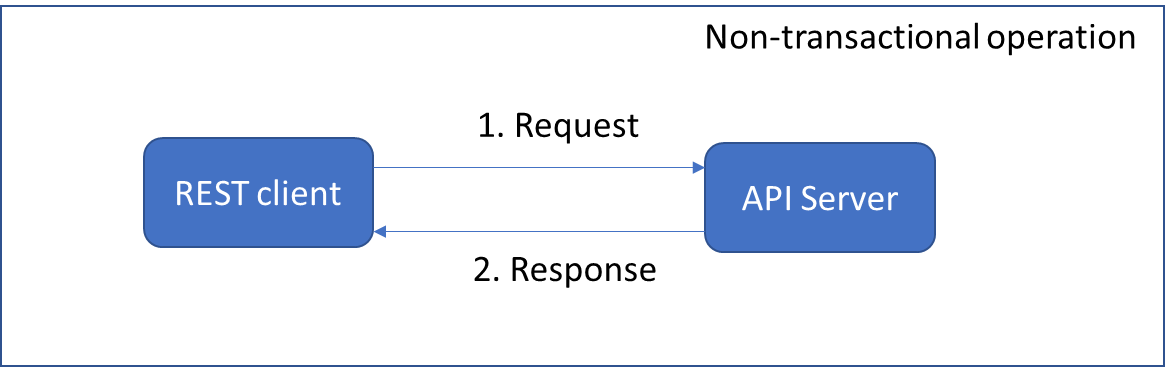 Non-transactional operation
1. Request
REST client
API Server
2. Response